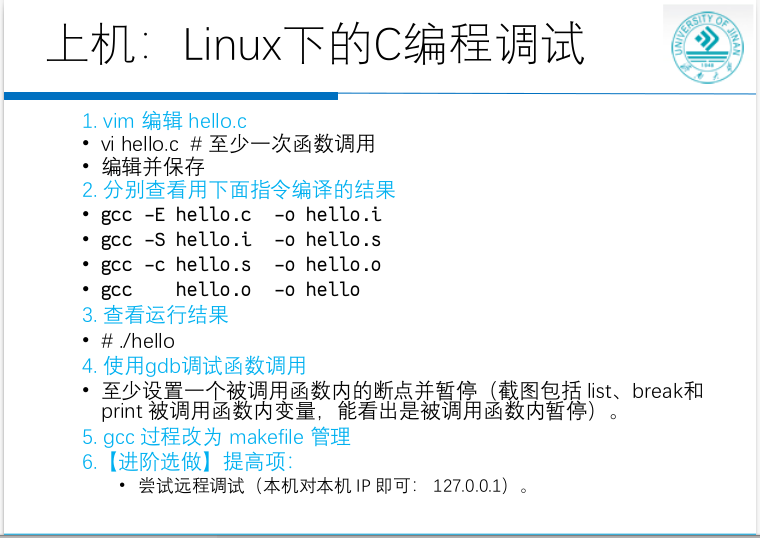 上机：Linux下的C编程调试
UNIVERSITY OF JINAN
1948
1. vim 编辑 hello.c
• vi hello.c  # 至少一次函数调用
• 编辑并保存
2. 分别查看用下面指令编译的结果
• gcc –E hello.c  –o hello.i
• gcc –S hello.i  –o hello.s
• gcc –c hello.s  –o hello.o
• gcc    hello.o  –o hello
3. 查看运行结果
• # ./hello
4. 使用gdb调试函数调用
• 至少设置一个被调用函数内的断点并暂停（截图包括 list、break和
print 被调用函数内变量，能看出是被调用函数内暂停）。
5. gcc 过程改为 makefile 管理
6.【进阶选做】提高项：
• 尝试远程调试（本机对本机 IP 即可： 127.0.0.1）。